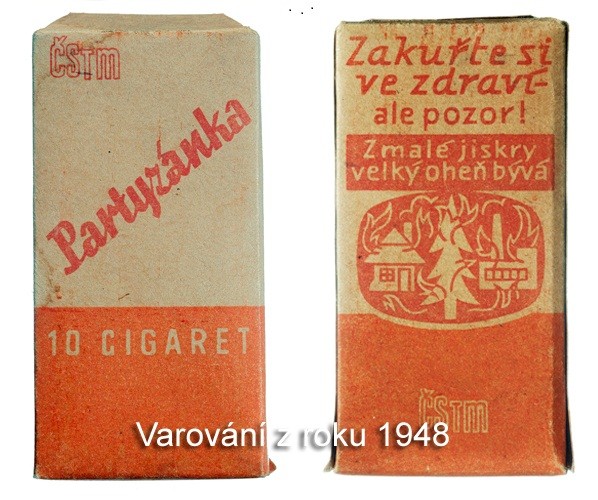 ČSTM
Partyzánka
10 CIGARET
Zakuřte si
ve zdraví-
ale pozor!
Z malé jiskry
velký oheň bývá
ČSTM
Varování z roku 1948